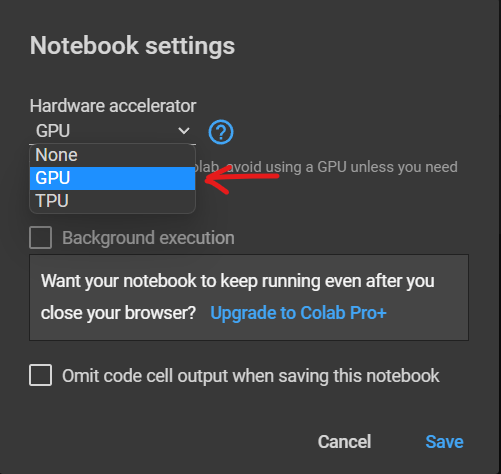 Notebook settings
Hardware accelerator
GPU
None
GPU
TPU
olab, avoid using a GPU unless you need
Background execution
Want your notebook to keep running even after you
close your browser? Upgrade to Colab Pro+
Omit code cell output when saving this notebook
Cancel Save